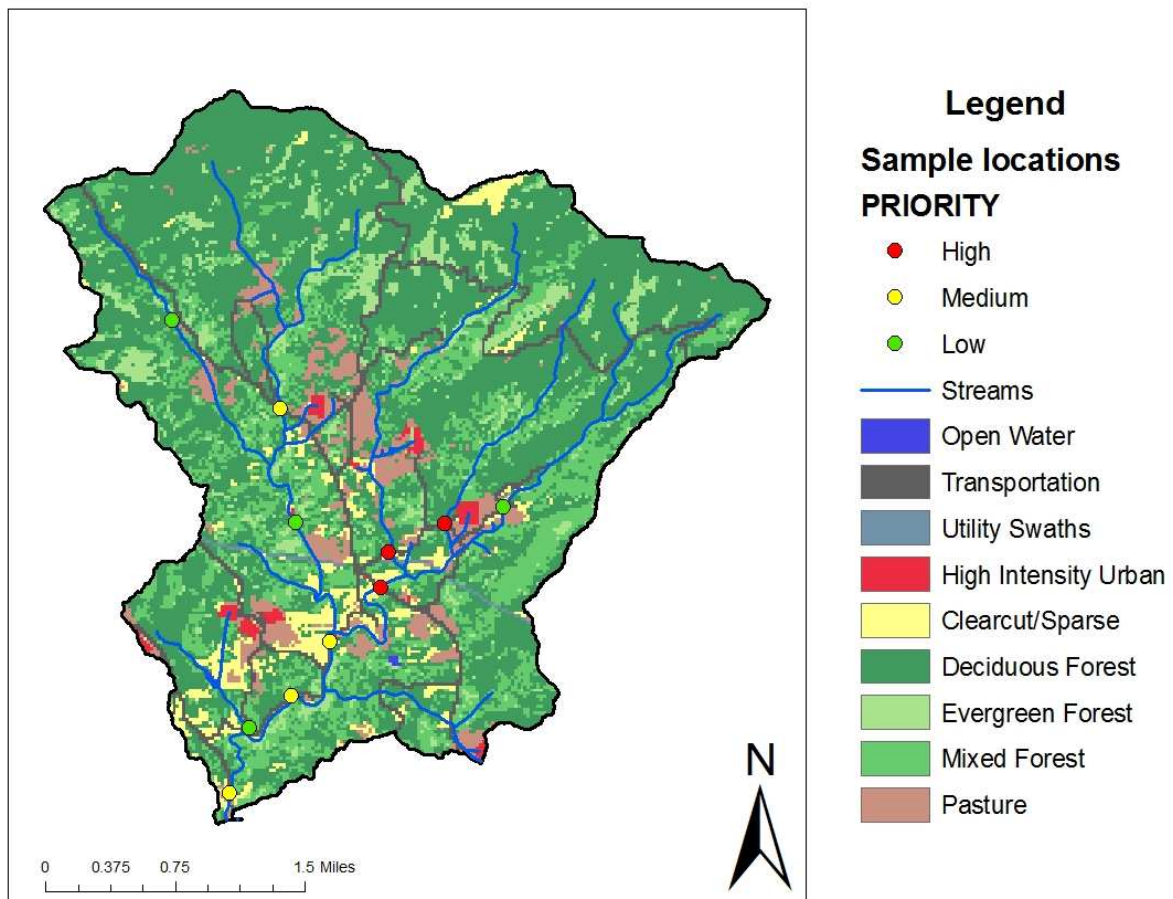 Legend
Sample locations
PRIORITY
High
Medium
Low
Streams
Open Water
Transportation
Utility Swaths
High Intensity Urban
Clearcut/Sparse
Deciduous Forest
Evergreen Forest
Mixed Forest
Pasture
N
0 0.375 0.75 1.5 Miles